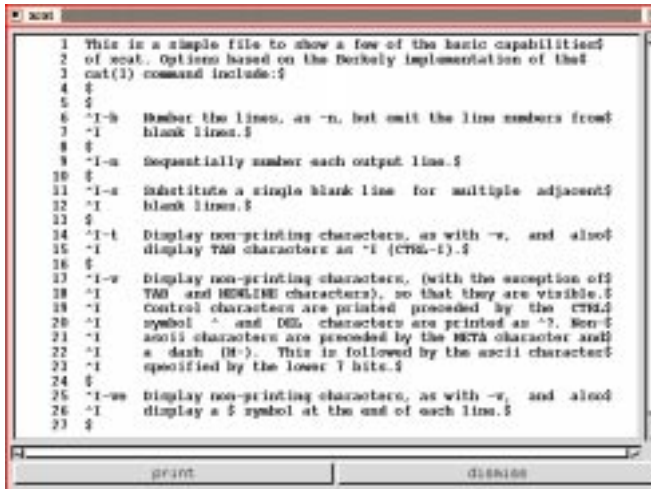 xcat
1 This is a simple file to show a few of the basic capabilities$
2 of xcat. Options based on the Berkely implementation of the$
3 cat(1) command include:$
4 $
5 $
6 ^I-b Number the lines, as -n, but omit the line numbers from$
7 ^I blank lines.$
8 $
9 ^I-n Sequentially number each output line.$
10 $
11 ^I-s Substitute a single blank line for multiple adjacent$
12 ^I blank lines.$
13 $
14 ^I-t Display non-printing characters, as with -v, and also$
15 ^I display TAB characters as ^I (CTRL-I).$
16 $
17 ^I-v Display non-printing characters, (with the exception of$
18 ^I TAB and NEWLINE characters), so that they are visible.$
19 ^I Control characters are printed preceded by the CTRL$
20 ^I symbol ^ and DEL characters are printed as ^?. Non-$
21 ^I ascii characters are preceded by the META character and$
22 ^I a dash (M-). This is followed by the ascii character$
23 ^I specified by the lower 7 bits.$
24 $
25 ^I-ve Display non-printing characters, as with -v, and also$
26 ^I display a $ symbol at the end of each line.$
27 $
print
dismiss